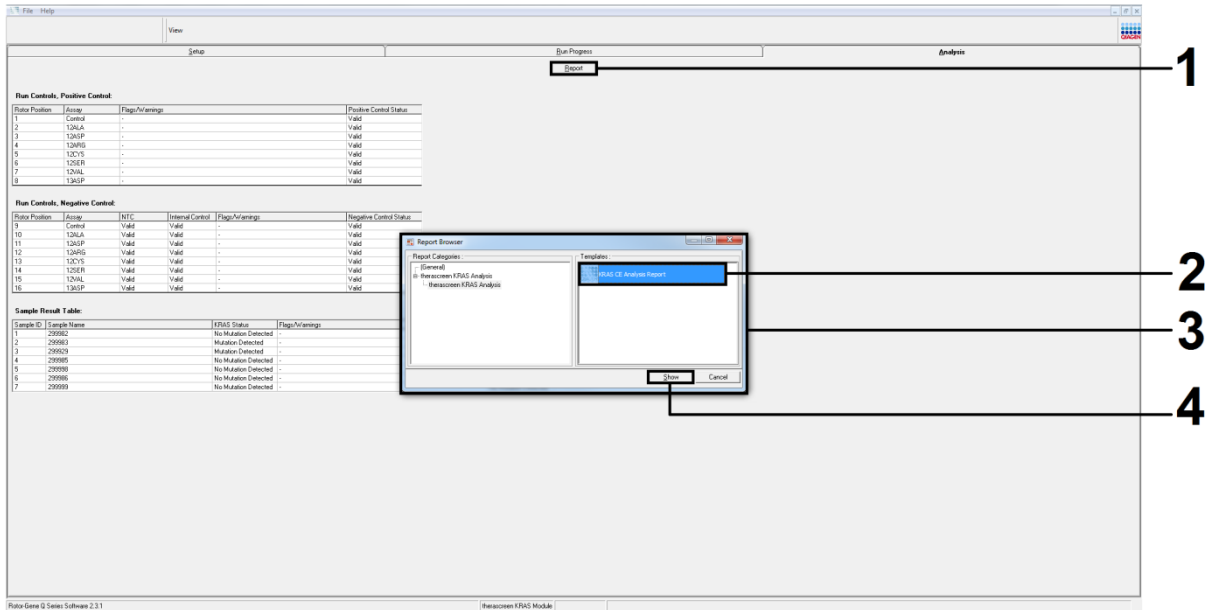 File Help
View
QIAGEN
Setup Run Progress Analysis
Report
1
Run Controls, Positive Control:
Rotor Position Assay Flags/Warnings Positive Control Status
1 Control - Valid
2 12ALA - Valid
3 12ASP - Valid
4 12ARG - Valid
5 12CYS - Valid
6 12SER - Valid
7 12VAL - Valid
8 13ASP - Valid
Run Controls, Negative Control:
Rotor Position Assay NTC Internal Control Flags/Warnings Negative Control Status
9 Control Valid Valid - Valid
10 12ALA Valid Valid - Valid
11 12ASP Valid Valid - Valid
12 12ARG Valid Valid - Valid
13 12CYS Valid Valid - Valid
14 12SER Valid Valid - Valid
15 12VAL Valid Valid - Valid
16 13ASP Valid Valid - Valid
Sample Result Table:
Sample ID Sample Name KRAS Status Flags/Warnings
1 299982 No Mutation Detected -
2 299983 Mutation Detected -
3 299929 Mutation Detected -
4 299985 No Mutation Detected -
5 299998 No Mutation Detected -
6 299986 No Mutation Detected -
7 299999 No Mutation Detected -
Report Browser
Report Categories :
(General)
therascreen KRAS Analysis
therascreen KRAS Analysis
Templates :
KRAS CE Analysis Report
Show Cancel
2
3
4
Rotor-Gene Q Series Software 2.3.1 therascreen KRAS Module